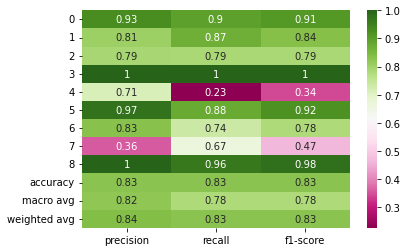 0 0.93 0.9 0.91 1.0
1 0.81 0.87 0.84 0.9
2 0.79 0.79 0.79
3 1 1 1 0.8
4 0.71 0.23 0.34 0.7
5 0.97 0.88 0.92 0.6
6 0.83 0.74 0.78 0.5
7 0.36 0.67 0.47
8 1 0.96 0.98 0.4
accuracy 0.83 0.83 0.83
macro avg 0.82 0.78 0.78 0.3
weighted avg 0.84 0.83 0.83
precision recall f1-score